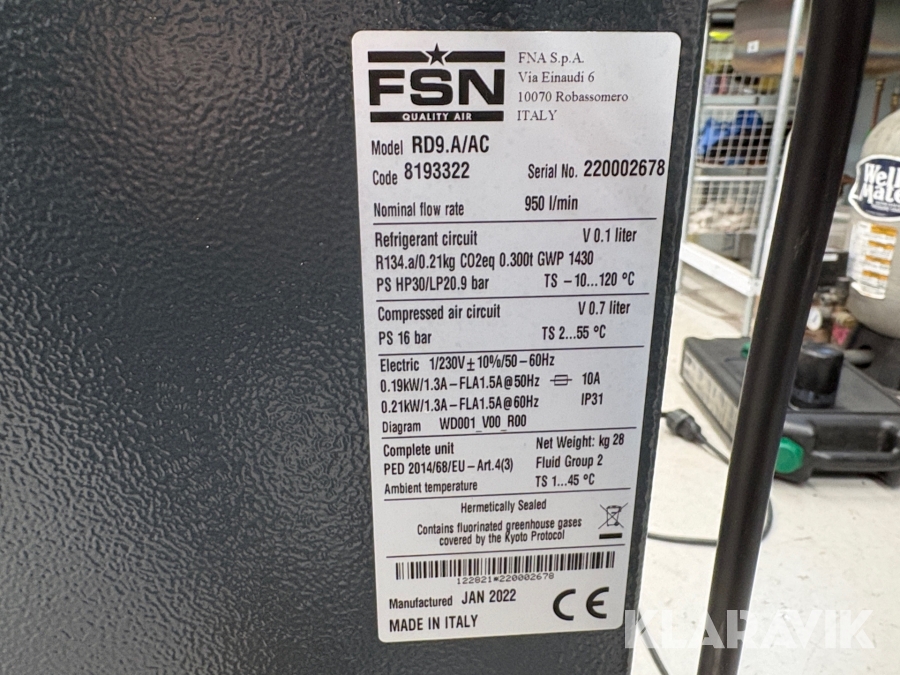 FSN
QUALITY AIR
FNA S.p.A.
Via Einaudi 6
10070 Robassomero
ITALY
Model RD9.A/AC
Code 8193322 Serial No. 220002678
Nominal flow rate 950 l/min
Refrigerant circuit V 0.1 liter
R134.a/0.21kg CO2eq 0.300t GWP 1430
PS HP30/LP20.9 bar TS -10...120 °C
Compressed air circuit V 0.7 liter
PS 16 bar TS 2...55 °C
Electric 1/230V±10%/50-60Hz
0.19kW/1.3A-FLA1.5A@50Hz 10A
0.21kW/1.3A-FLA1.5A@60Hz IP31
Diagram WD001_V00_R00
Complete unit Net Weight: kg 28
PED 2014/68/EU-Art.4(3) Fluid Group 2
Ambient temperature TS 1...45 °C
Hermetically Sealed
Contains fluorinated greenhouse gases
covered by the Kyoto Protocol
122821*220002678
Manufactured JAN 2022
MADE IN ITALY
CE
Well
Mate
KLARAVIK